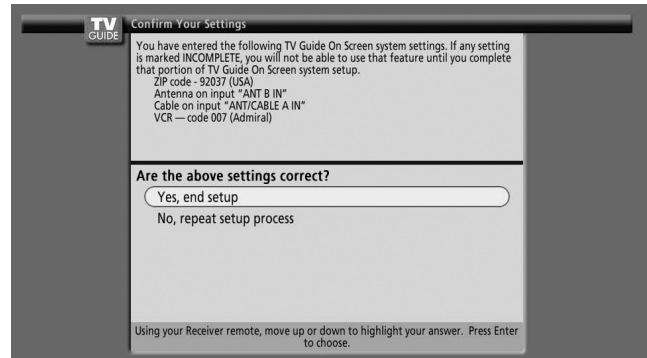 TV
GUIDE
Confirm Your Settings
You have entered the following TV Guide On Screen system settings. If any setting
is marked INCOMPLETE, you will not be able to use that feature until you complete
that portion of TV Guide On Screen system setup.
ZIP code - 92037 (USA)
Antenna on input “ANT B IN”
Cable on input “ANT/CABLE A IN”
VCR — code 007 (Admiral)
Are the above settings correct?
Yes, end setup
No, repeat setup process
Using your Receiver remote, move up or down to highlight your answer. Press Enter
to choose.